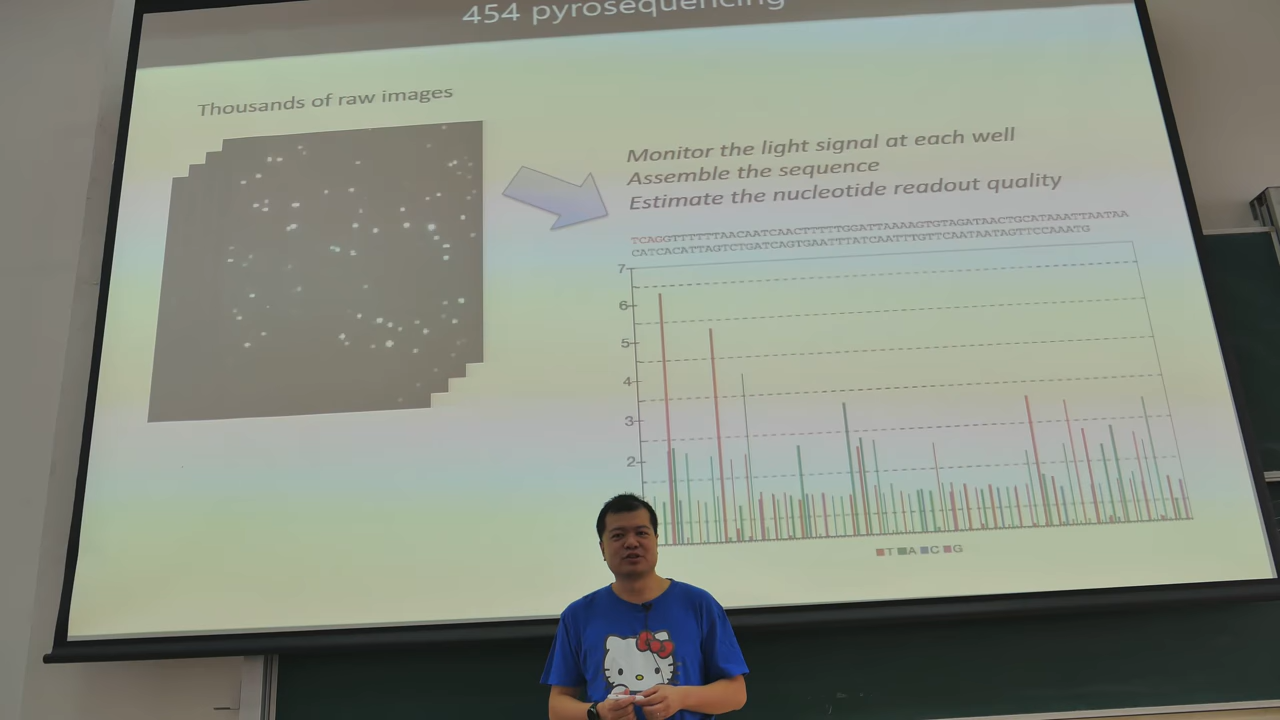 454 pyrosequencing
Thousands of raw images
Monitor the light signal at each well
Assemble the sequence
Estimate the nucleotide readout quality
TCAGGTTTTTTAACAATCAACTTTTTGGATTAAAAGTGTAGATAACTGCATAAATTAATAA
CATCACATTAGTCTGATCAGTGAATTTATCAATTTGTTCAATAATAGTTCCAAATG
7
6
5
4
3
2
T A C G